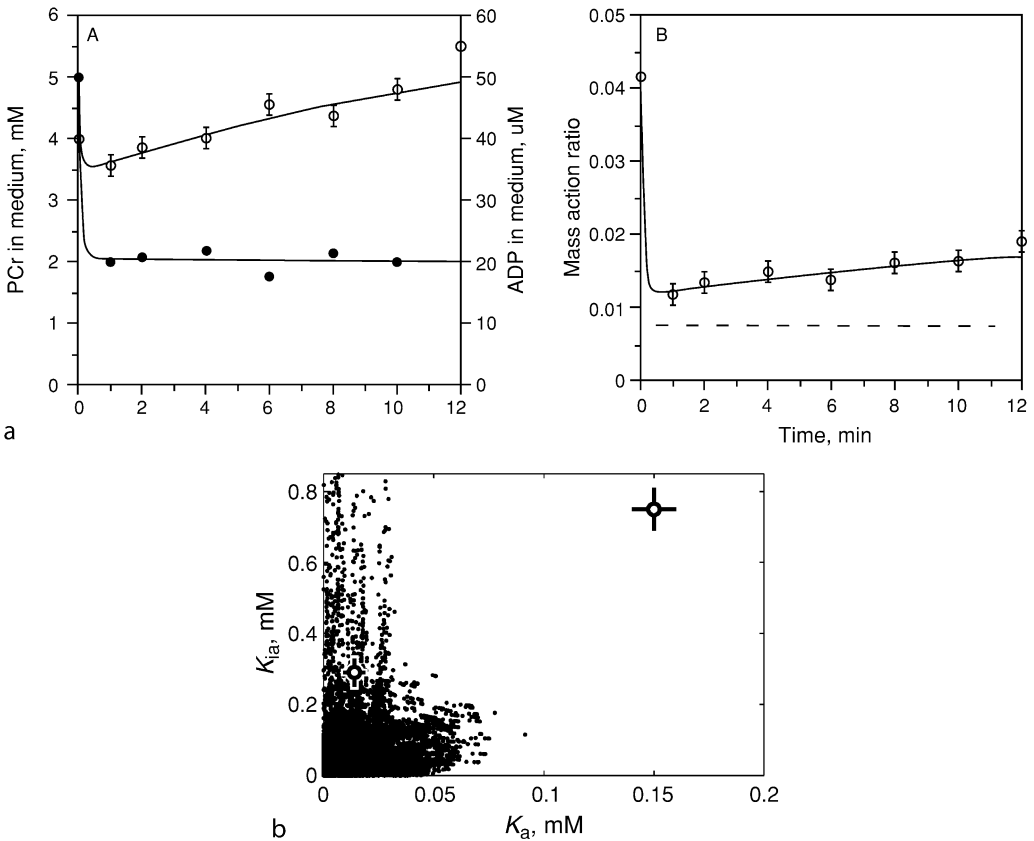 A
PCr in medium, mM
6
5
4
3
2
1
0
0 2 4 6 8 10 12
60
50
40
30
20
10
0
ADP in medium, uM
a
B
Mass action ratio
0.05
0.04
0.03
0.02
0.01
0
0 2 4 6 8 10 12
Time, min
Kia, mM
0.8
0.6
0.4
0.2
0
0 0.05 0.1 0.15 0.2
Ka, mM
b